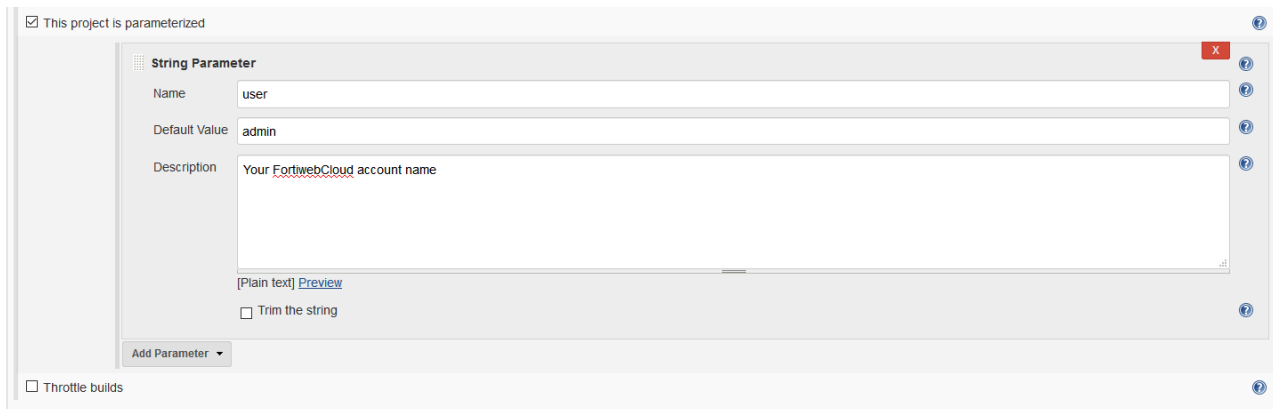 This project is parameterized
X
String Parameter
Name
user
Default Value
admin
Description
Your FortiwebCloud account name
[Plain text] Preview
Trim the string
Add Parameter
Throttle builds